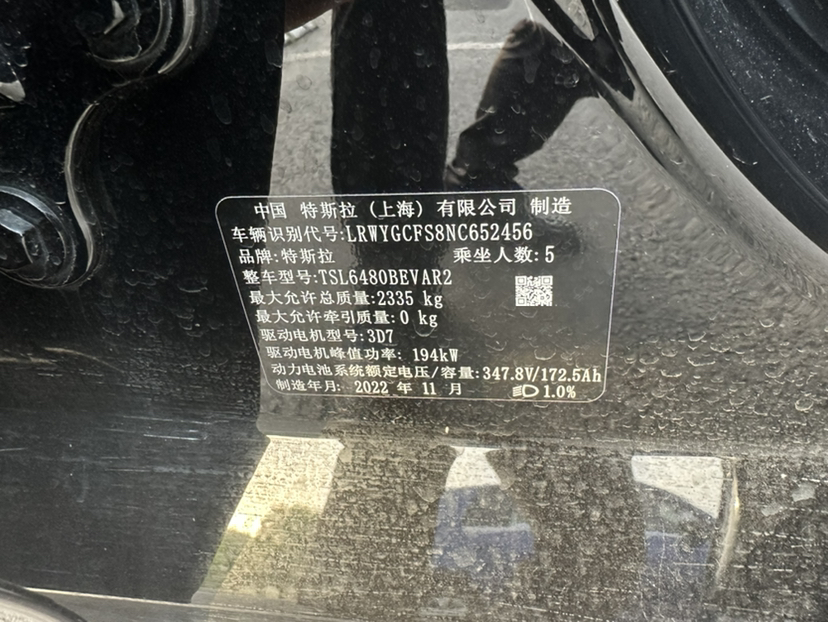 中国 特斯拉 (上海) 有限公司 制造
车辆识别代号:LRWYGCFS8NC652456
品牌:特斯拉 乘坐人数:5
整车型号:TSL6480BEVAR2
最大允许总质量:2335 kg
最大允许牵引质量:0 kg
驱动电机型号:3D7
驱动电机峰值功率: 194kW
动力电池系统额定电压/容量:347.8V/172.5Ah
制造年月: 2022 年 11 月 1.0%